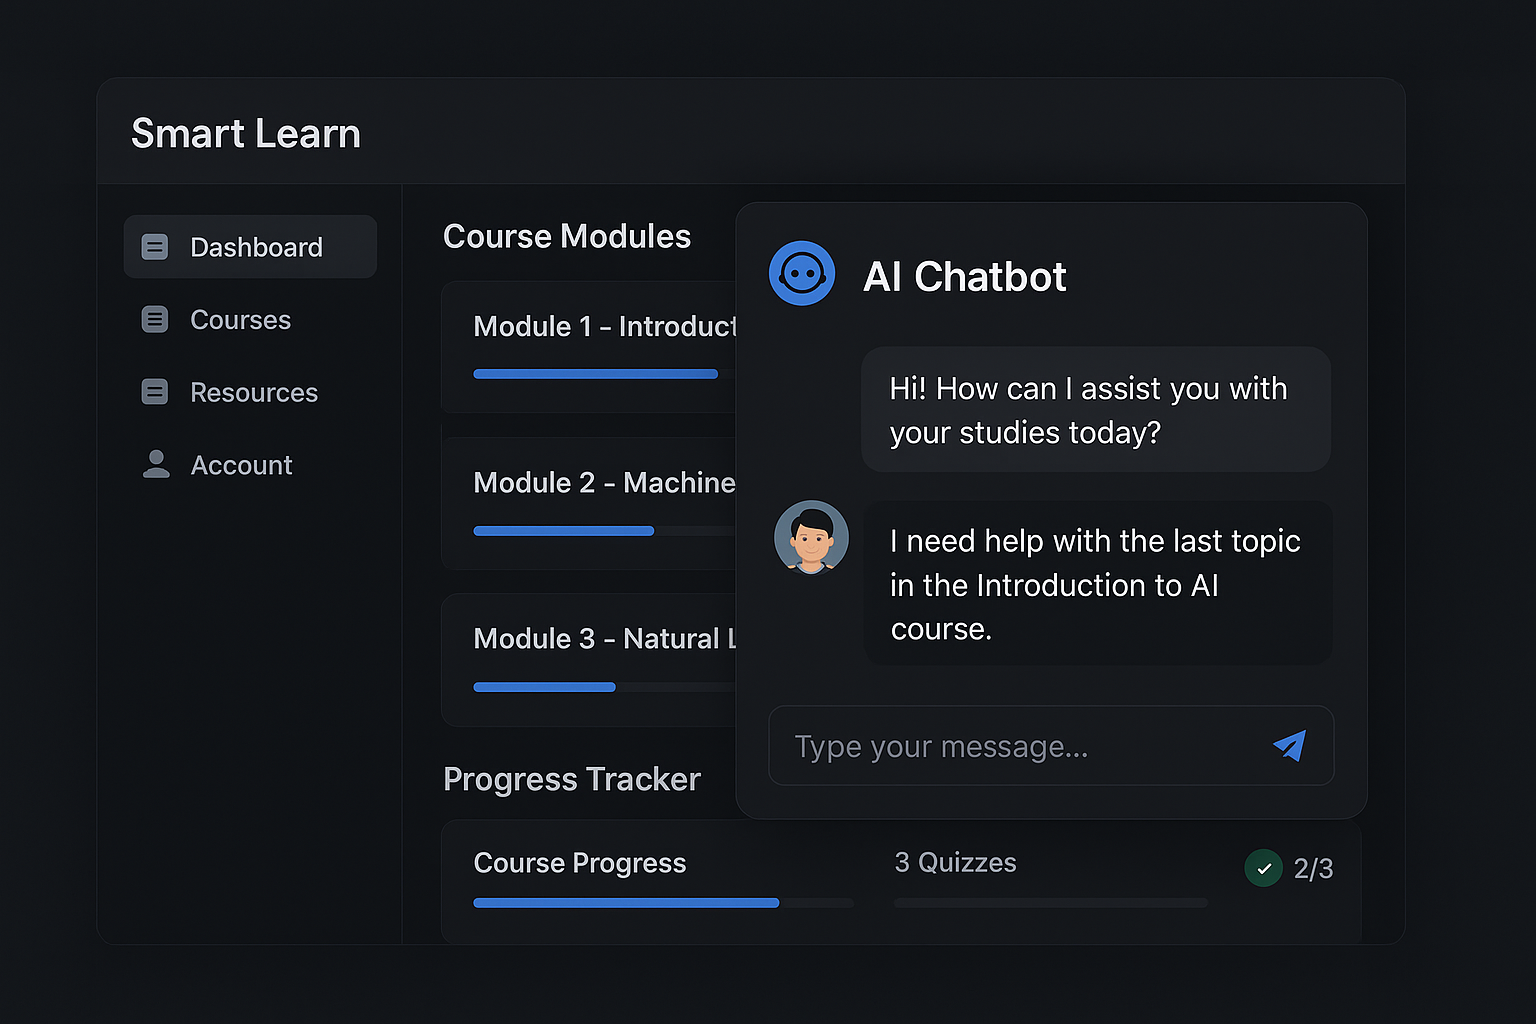 Smart Learn
Dashboard
Courses
Resources
Account
Course Modules
Module 1 - Introduct
Module 2 - Machine
Module 3 - Natural L
Progress Tracker
Course Progress
3 Quizzes
2/3
AI Chatbot
Hi! How can I assist you with
your studies today?
I need help with the last topic
in the Introduction to AI
course.
Type your message...